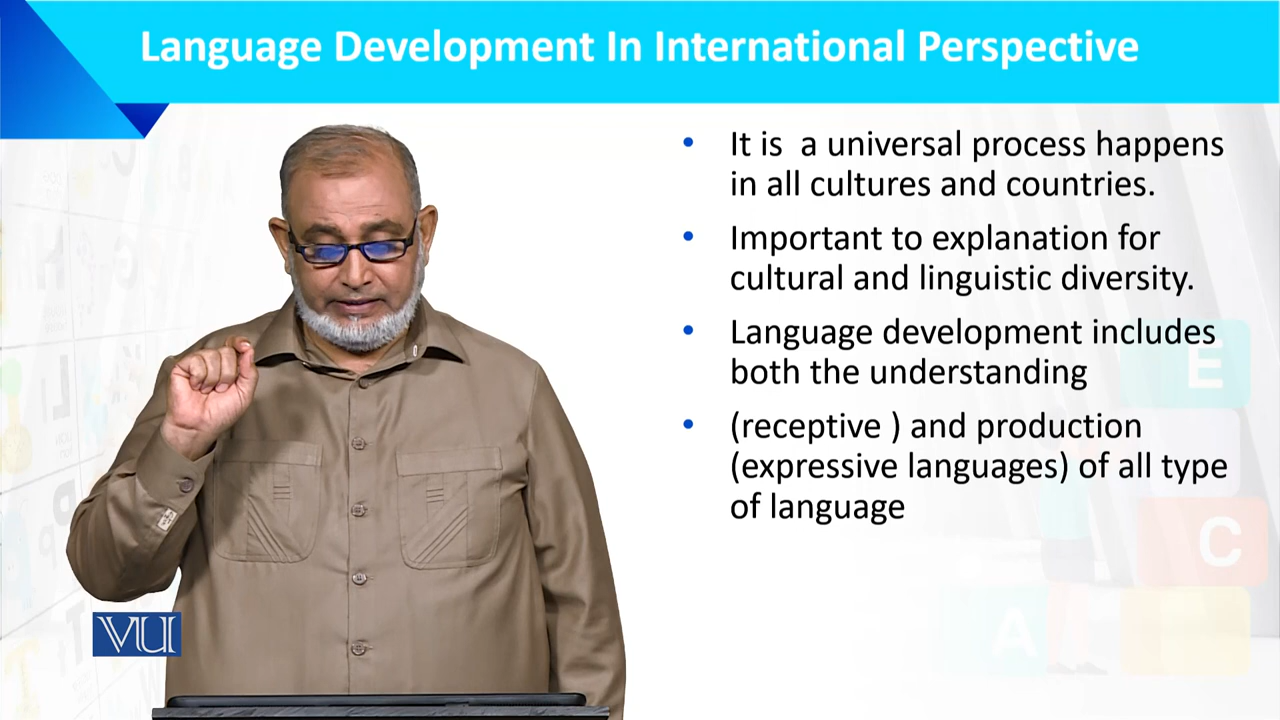 Language Development In International Perspective
It is a universal process happens
in all cultures and countries.
Important to explanation for
cultural and linguistic diversity.
Language development includes
both the understanding
(receptive ) and production
(expressive languages) of all type
of language
E
C
A
VU